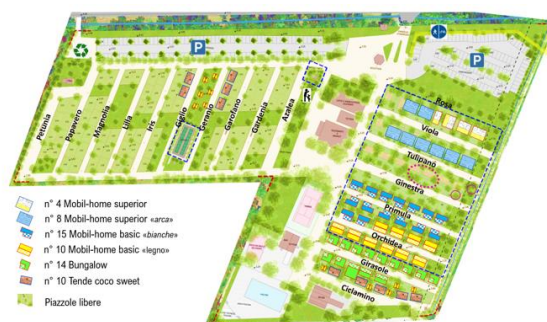 P
P
Petunia
Papavero
Magnolia
Lilla
Iris
Giglio
Geranio
Garofano
Gardenia
Azalea
Rosa
Viola
Tulipano
Ginestra
Primula
Orchidea
Girasole
Ciclamino
n° 4 Mobil-home superior
n° 8 Mobil-home superior «arca»
n° 15 Mobil-home basic «bianche»
n° 10 Mobil-home basic «legno»
n° 14 Bungalow
n° 10 Tende coco sweet
Piazzole libere